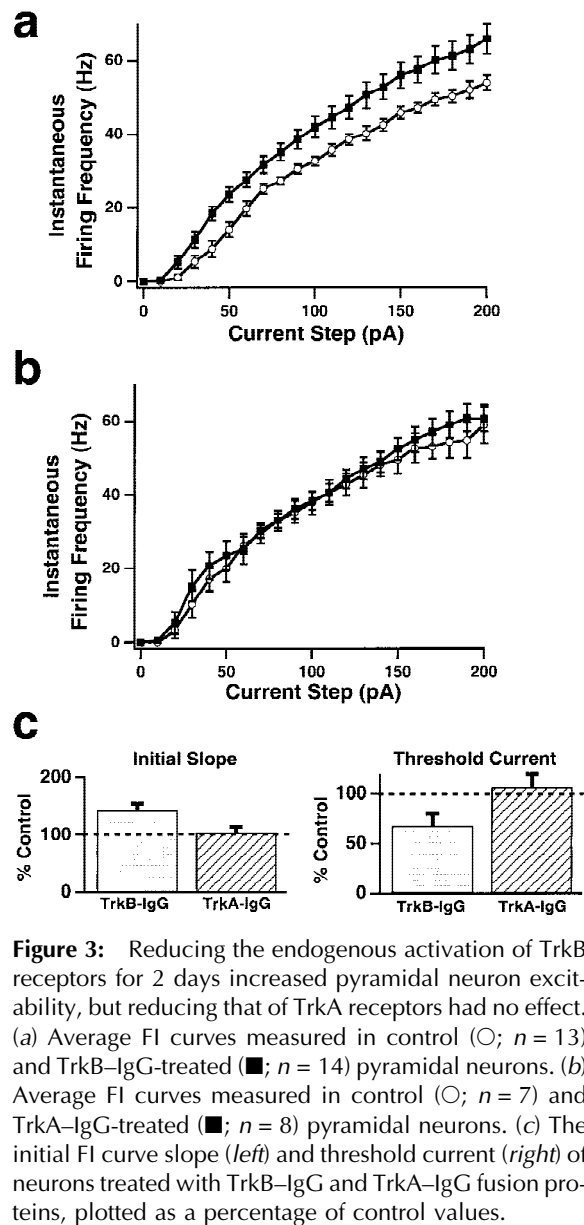 a
Instantaneous
Firing Frequency (Hz)
60
40
20
0
0 50 100 150 200
Current Step (pA)
b
Instantaneous
Firing Frequency (Hz)
60
40
20
0
0 50 100 150 200
Current Step (pA)
c
Initial Slope
% Control
200
100
0
TrkB-IgG TrkA-IgG
Threshold Current
% Control
100
50
0
TrkB-IgG TrkA-IgG
Figure 3: Reducing the endogenous activation of TrkB
receptors for 2 days increased pyramidal neuron excit-
ability, but reducing that of TrkA receptors had no effect.
(a) Average FI curves measured in control (○; n = 13)
and TrkB–IgG-treated (■; n = 14) pyramidal neurons. (b)
Average FI curves measured in control (○; n = 7) and
TrkA–IgG-treated (■; n = 8) pyramidal neurons. (c) The
initial FI curve slope (left) and threshold current (right) of
neurons treated with TrkB–IgG and TrkA–IgG fusion pro-
teins, plotted as a percentage of control values.